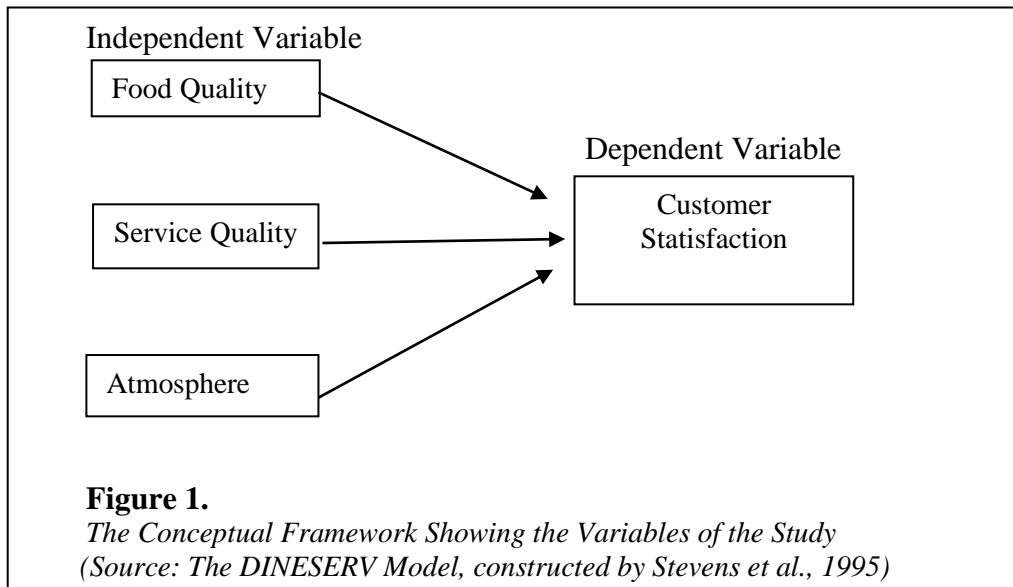 Independent Variable
Food Quality
Service Quality
Atmosphere
Dependent Variable
Customer
Statisfaction
Figure 1.
The Conceptual Framework Showing the Variables of the Study
(Source: The DINESERV Model, constructed by Stevens et al., 1995)